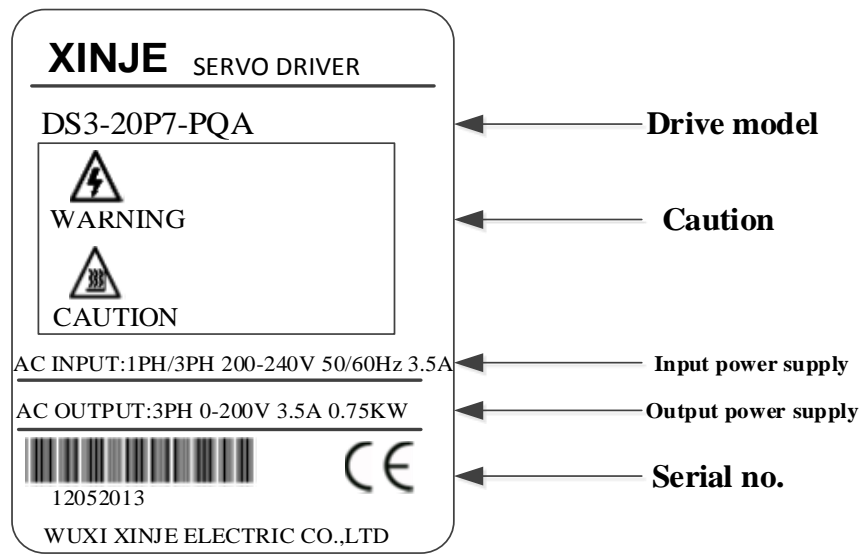 XINJE SERVO DRIVER
DS3-20P7-PQA
Drive model
WARNING
Caution
CAUTION
AC INPUT:1PH/3PH 200-240V 50/60Hz 3.5A
Input power supply
AC OUTPUT:3PH 0-200V 3.5A 0.75KW
Output power supply
CE
Serial no.
12052013
WUXI XINJE ELECTRIC CO.,LTD